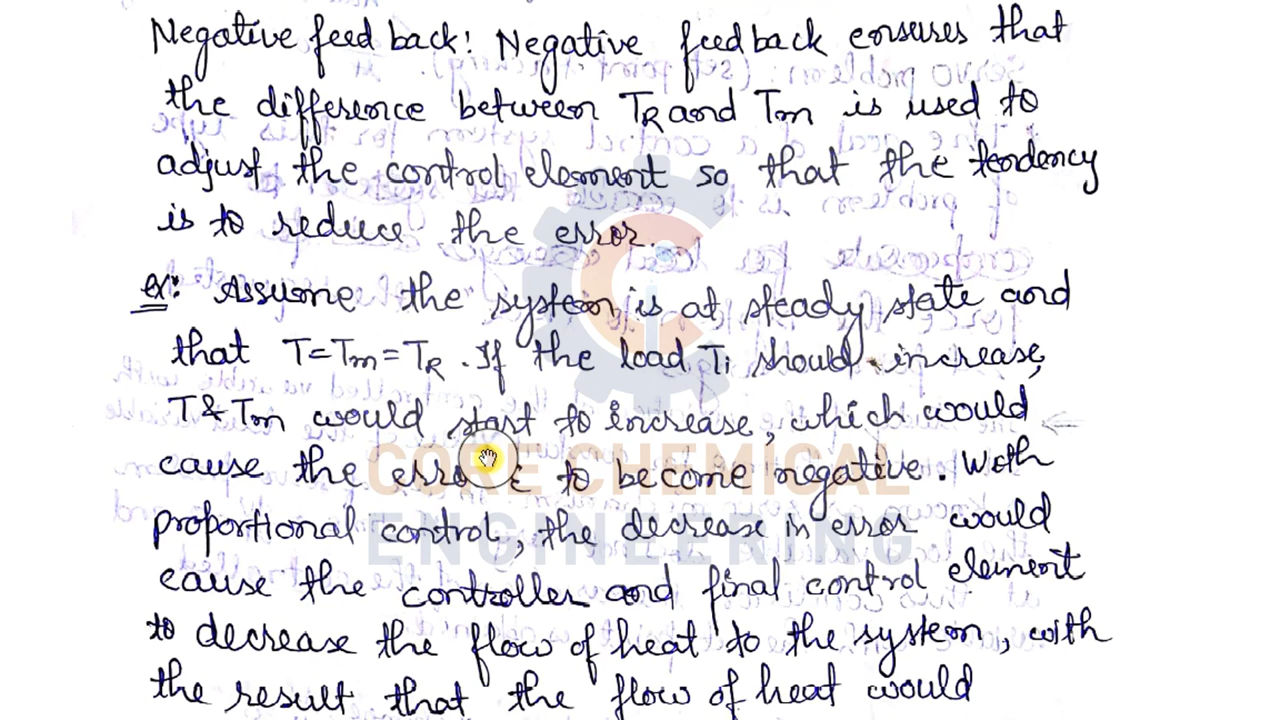 Negative feed back: Negative feedback ensures that
the difference between TR and Tm is used to
adjust the control element so that the tendency
is to reduce the error.
ex: Assume the system is at steady state and
that T=Tm=TR. If the load Ti should increase,
T & Tm would start to increase, which would
cause the error ε to become negative. With
proportional control, the decrease in error would
cause the controller and final control element
to decrease the flow of heat to the system, with
the result that the flow of heat would
CORE CHEMICAL
ENGINEERING